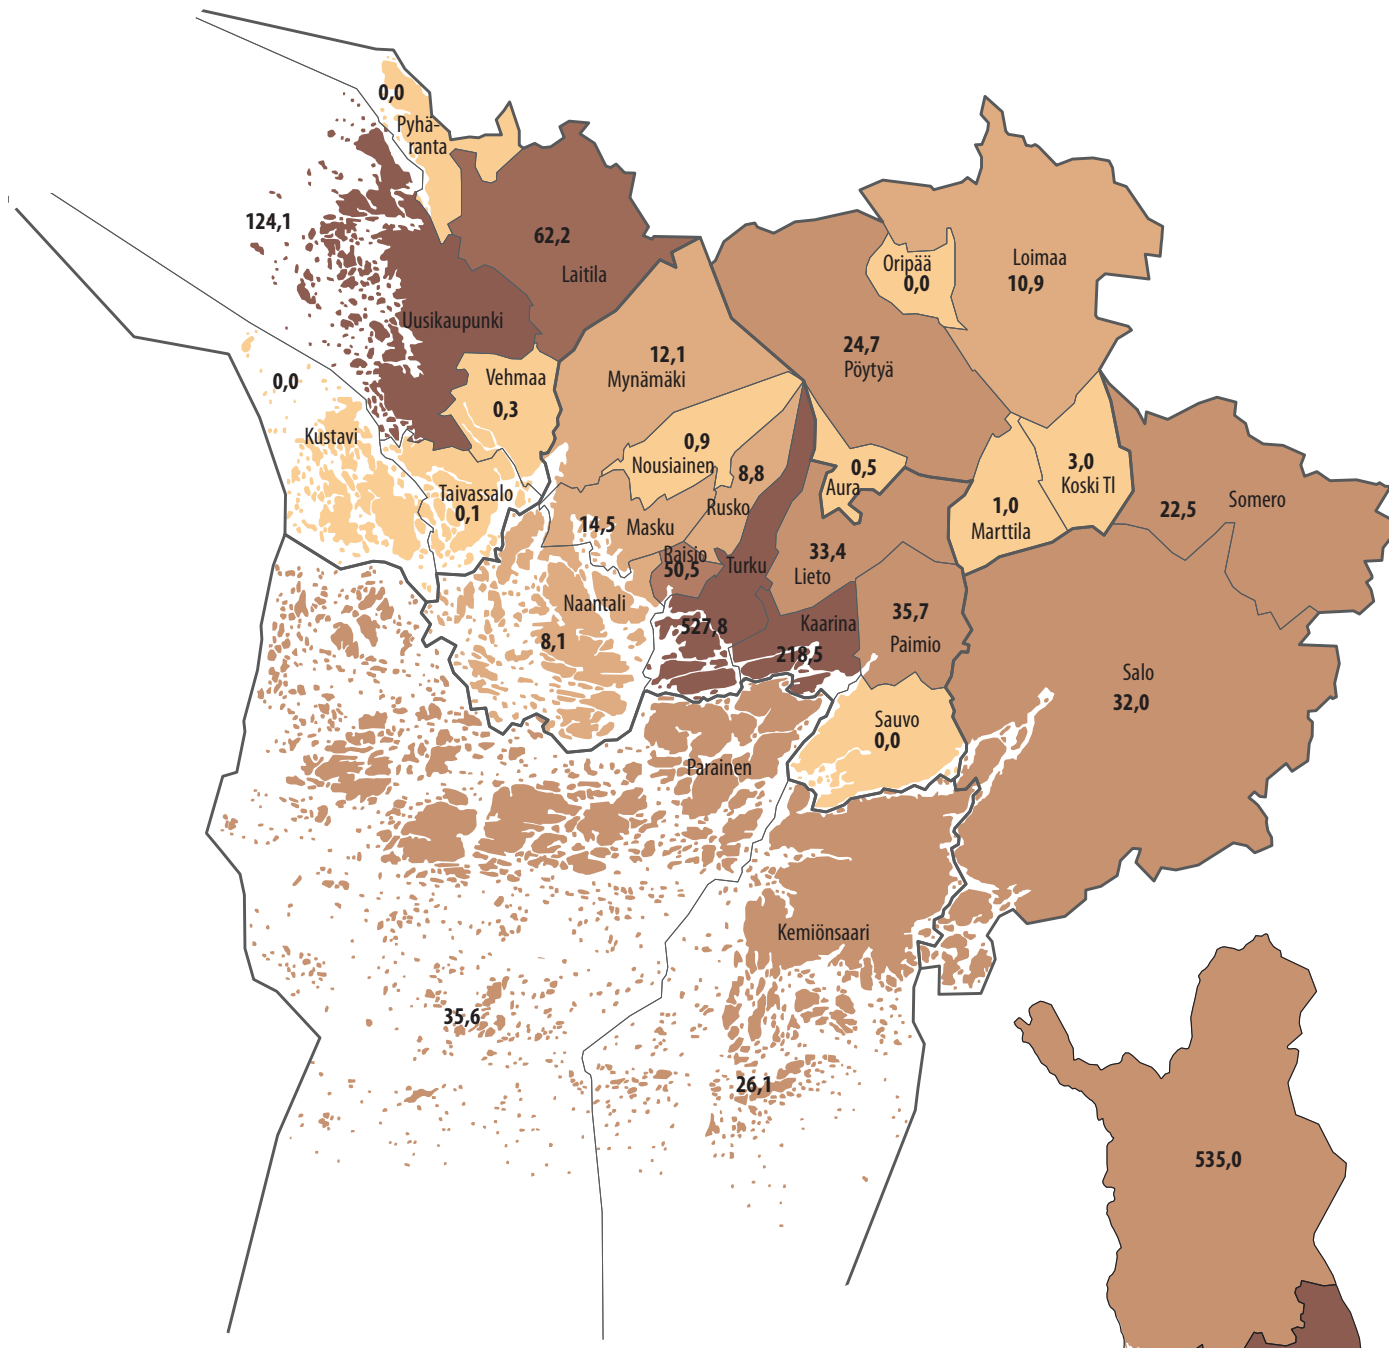 0,0
Pyhä-
ranta
124,1
62,2
Laitila
Uusikaupunki
Oripää
0,0
Loimaa
10,9
24,7
Pöytyä
12,1
Mynämäki
0,0
Kustavi
Vehmaa
0,3
0,9
Nousiainen
8,8
Rusko
0,5
Aura
3,0
Koski Tl
1,0
Marttila
22,5
Somero
Taivassalo
0,1
14,5
Masku
Raisio
50,5
Turku
33,4
Lieto
Naantali
8,1
527,8
Kaarina
218,5
35,7
Paimio
Salo
32,0
Sauvo
0,0
Parainen
Kemiönsaari
35,6
26,1
535,0